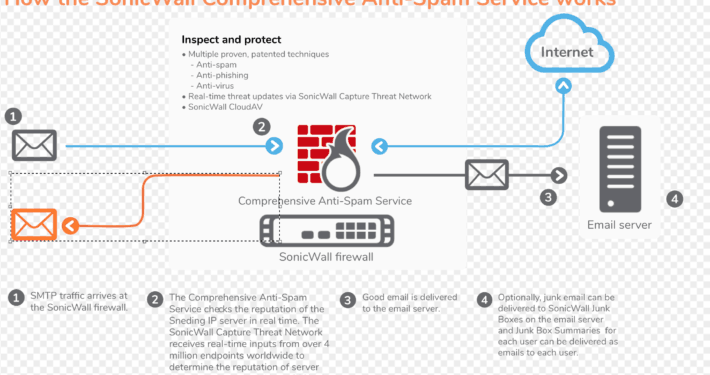 How the SonicWall Comprehensive Anti-Spam Service works
Inspect and protect
• Multiple proven, patented techniques
- Anti-spam
- Anti-phishing
- Anti-virus
• Real-time threat updates via SonicWall Capture Threat Network
• SonicWall CloudAV
Internet
1
2
Comprehensive Anti-Spam Service
SonicWall firewall
3
Email server
4
1 SMTP traffic arrives at
the SonicWall firewall.
2 The Comprehensive Anti-Spam
Service checks the reputation of the
Sneding IP server in real time. The
SonicWall Capture Threat Network
receives real-time inputs from over 4
million endpoints worldwide to
determine the reputation of server
3 Good email is delivered
to the email server.
4 Optionally, junk email can be
delivered to SonicWall Junk
Boxes on the email server
and Junk Box Summaries for
each user can be delivered as
emails to each user.